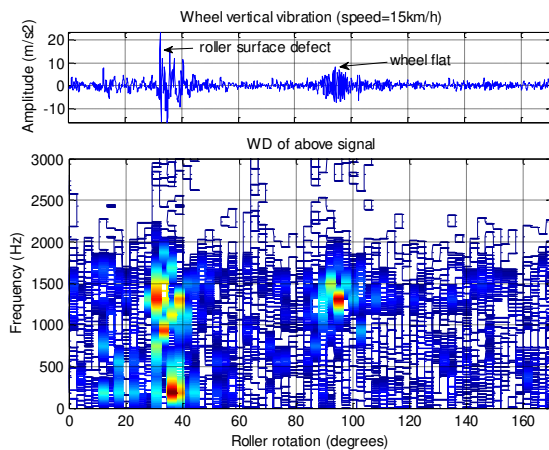 Wheel vertical vibration (speed=15km/h)
Amplitude (m/s2)
20
10
0
-10
roller surface defect
wheel flat
WD of above signal
Frequency (Hz)
3000
2500
2000
1500
1000
500
0
0 20 40 60 80 100 120 140 160
Roller rotation (degrees)